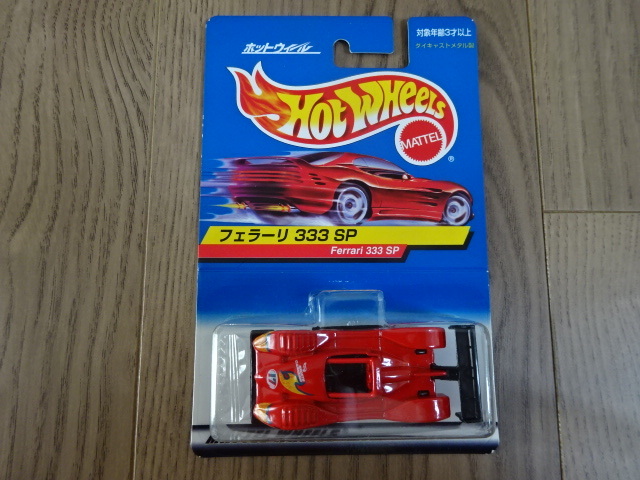 ホットウィール
対象年齢3才以上
ダイキャストメタル製
HOT WHEELS
MATTEL
®
フェラーリ 333 SP
Ferrari 333 SP